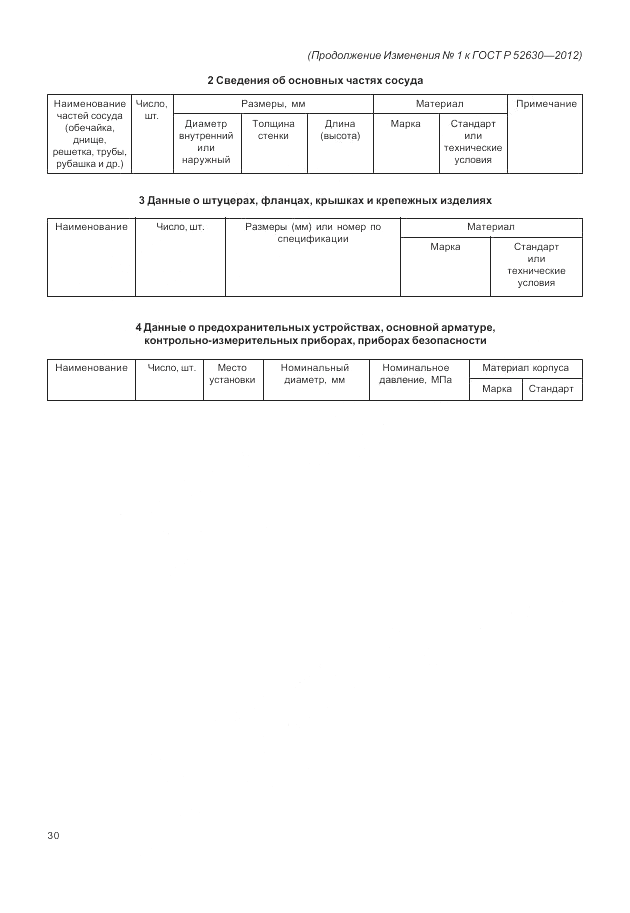 (Продолжение Изменения № 1 к ГОСТ Р 52630—2012)
2 Сведения об основных частях сосуда
Наименование
частей сосуда
(обечайка,
днище,
решетка, трубы,
рубашка и др.)
Число,
шт.
Размеры, мм
Диаметр
внутренний
или
наружный
Толщина
стенки
Длина
(высота)
Материал
Марка
Стандарт
или
технические
условия
Примечание
3 Данные о штуцерах, фланцах, крышках и крепежных изделиях
Наименование
Число, шт.
Размеры (мм) или номер по
спецификации
Материал
Марка
Стандарт
или
технические
условия
4 Данные о предохранительных устройствах, основной арматуре,
контрольно-измерительных приборах, приборах безопасности
Наименование
Число, шт.
Место
установки
Номинальный
диаметр, мм
Номинальное
давление, МПа
Материал корпуса
Марка
Стандарт
30